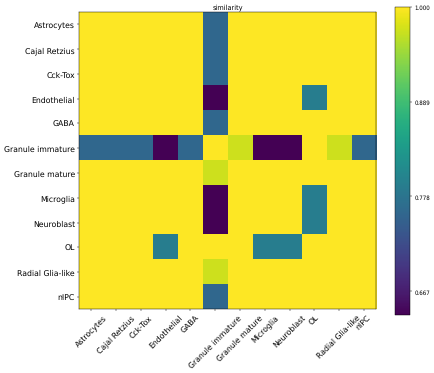 similarity
Astrocytes
Cajal Retzius
Cck-Tox
Endothelial
GABA
Granule immature
Granule mature
Microglia
Neuroblast
OL
Radial Glia-like
nIPC
Astrocytes
Cajal Retzius
Cck-Tox
Endothelial
GABA
Granule immature
Granule mature
Microglia
Neuroblast
OL
Radial Glia-like
nIPC
1.000
0.889
0.778
0.667